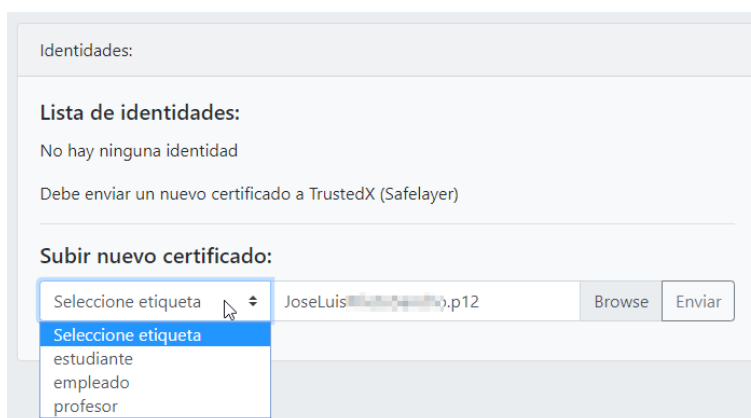 Identidades:
Lista de identidades:
No hay ninguna identidad
Debe enviar un nuevo certificado a TrustedX (Safelayer)
Subir nuevo certificado:
Seleccione etiqueta JoseLuis .p12 Browse Enviar
Seleccione etiqueta
estudiante
empleado
profesor